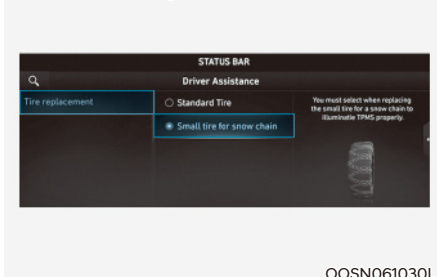 STATUS BAR
Driver Assistance
Tire replacement
Standard Tire
Small tire for snow chain
You must select when replacing
the small tire for a snow chain to
illuminatie TPMS properly.
OOSN061030L